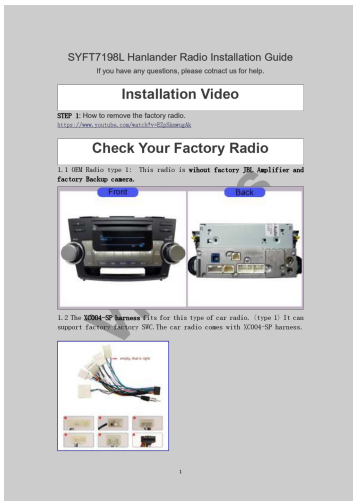 SYFT7198L Hanlander Radio Installation Guide
If you have any questions, please cotnact us for help.
Installation Video
STEP 1: How to remove the factory radio.
Check Your Factory Radio
1.1 OEM Radio type 1: This radio is wihout factory JBL Amplifier and
factory Backup camera.
Front
Back
1.2 The XC004-SP harness fits for this type of car radio. (type 1) It can
support factory factory SWC.The car radio comes with XC004-SP harness.
1